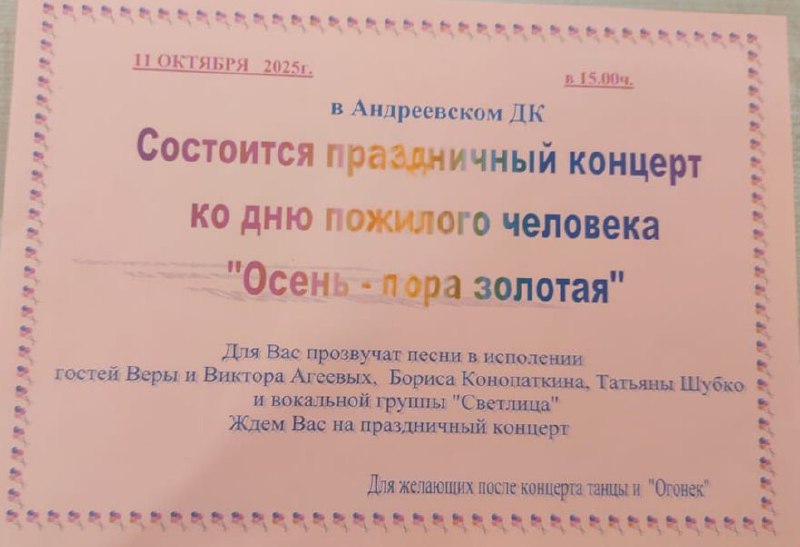 11 ОКТЯБРЯ 2025г. в 15.00ч.
в Андреевском ДК
Состоится праздничный концерт
ко дню пожилого человека
"Осень - пора золотая"
Для Вас прозвучат песни в исполении
гостей Веры и Виктора Агеевых, Бориса Конопаткина, Татьяны Шубко
и вокальной группы "Светлица"
Ждем Вас на праздничный концерт
Для желающих после концерта танцы и "Огонек"